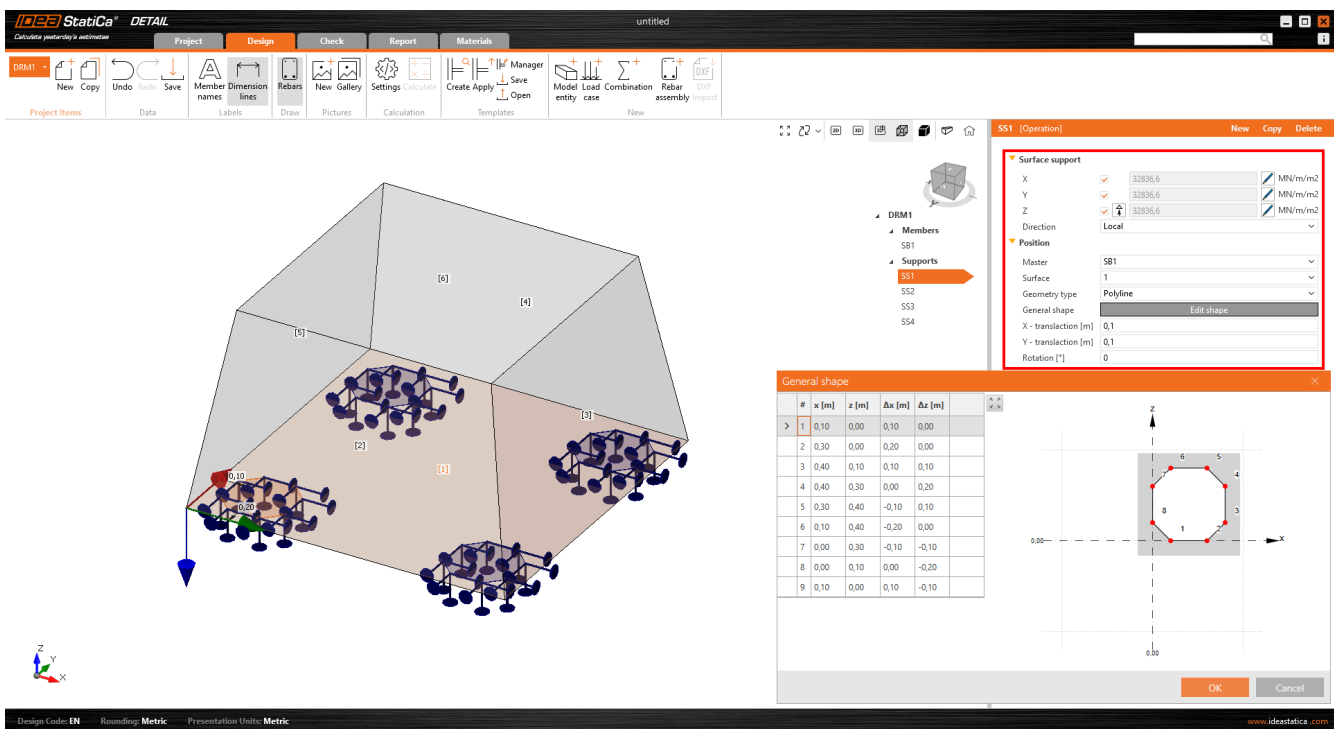 IDEA StatiCa® DETAIL
Calculate yesterday's estimates
untitled
Project Design Check Report Materials
DRM1
New Copy
Undo Redo Save
Member names
Dimension lines
Rebars
New Gallery
Settings Calculate
Create Apply
Manager
Save
Open
Model entity
Load case
Combination
Rebar assembly
DXF
DXF Import
Project Items Data Labels Draw Pictures Calculation Templates New
2D 3D
DRM1
Members
SB1
Supports
SS1
SS2
SS3
SS4
[6]
[4]
[5]
[3]
[2]
[1]
0,10
0,20
Z
Y
X
SS1 [Operation] New Copy Delete
Surface support
X 32836,6 MN/m/m2
Y 32836,6 MN/m/m2
Z 32836,6 MN/m/m2
Direction Local
Position
Master SB1
Surface 1
Geometry type Polyline
General shape Edit shape
X - translaction [m] 0,1
Y - translaction [m] 0,1
Rotation [°] 0
General shape
# x [m] z [m] Δx [m] Δz [m]
1 0,10 0,00 0,10 0,00
2 0,30 0,00 0,20 0,00
3 0,40 0,10 0,10 0,10
4 0,40 0,30 0,00 0,20
5 0,30 0,40 -0,10 0,10
6 0,10 0,40 -0,20 0,00
7 0,00 0,30 -0,10 -0,10
8 0,00 0,10 0,00 -0,20
9 0,10 0,00 0,10 -0,10
z
6 5
7 4
8 3
1 2
0,00 x
0,00
OK Cancel
Design Code: EN Rounding: Metric Presentation Units: Metric
www.ideastatica.com